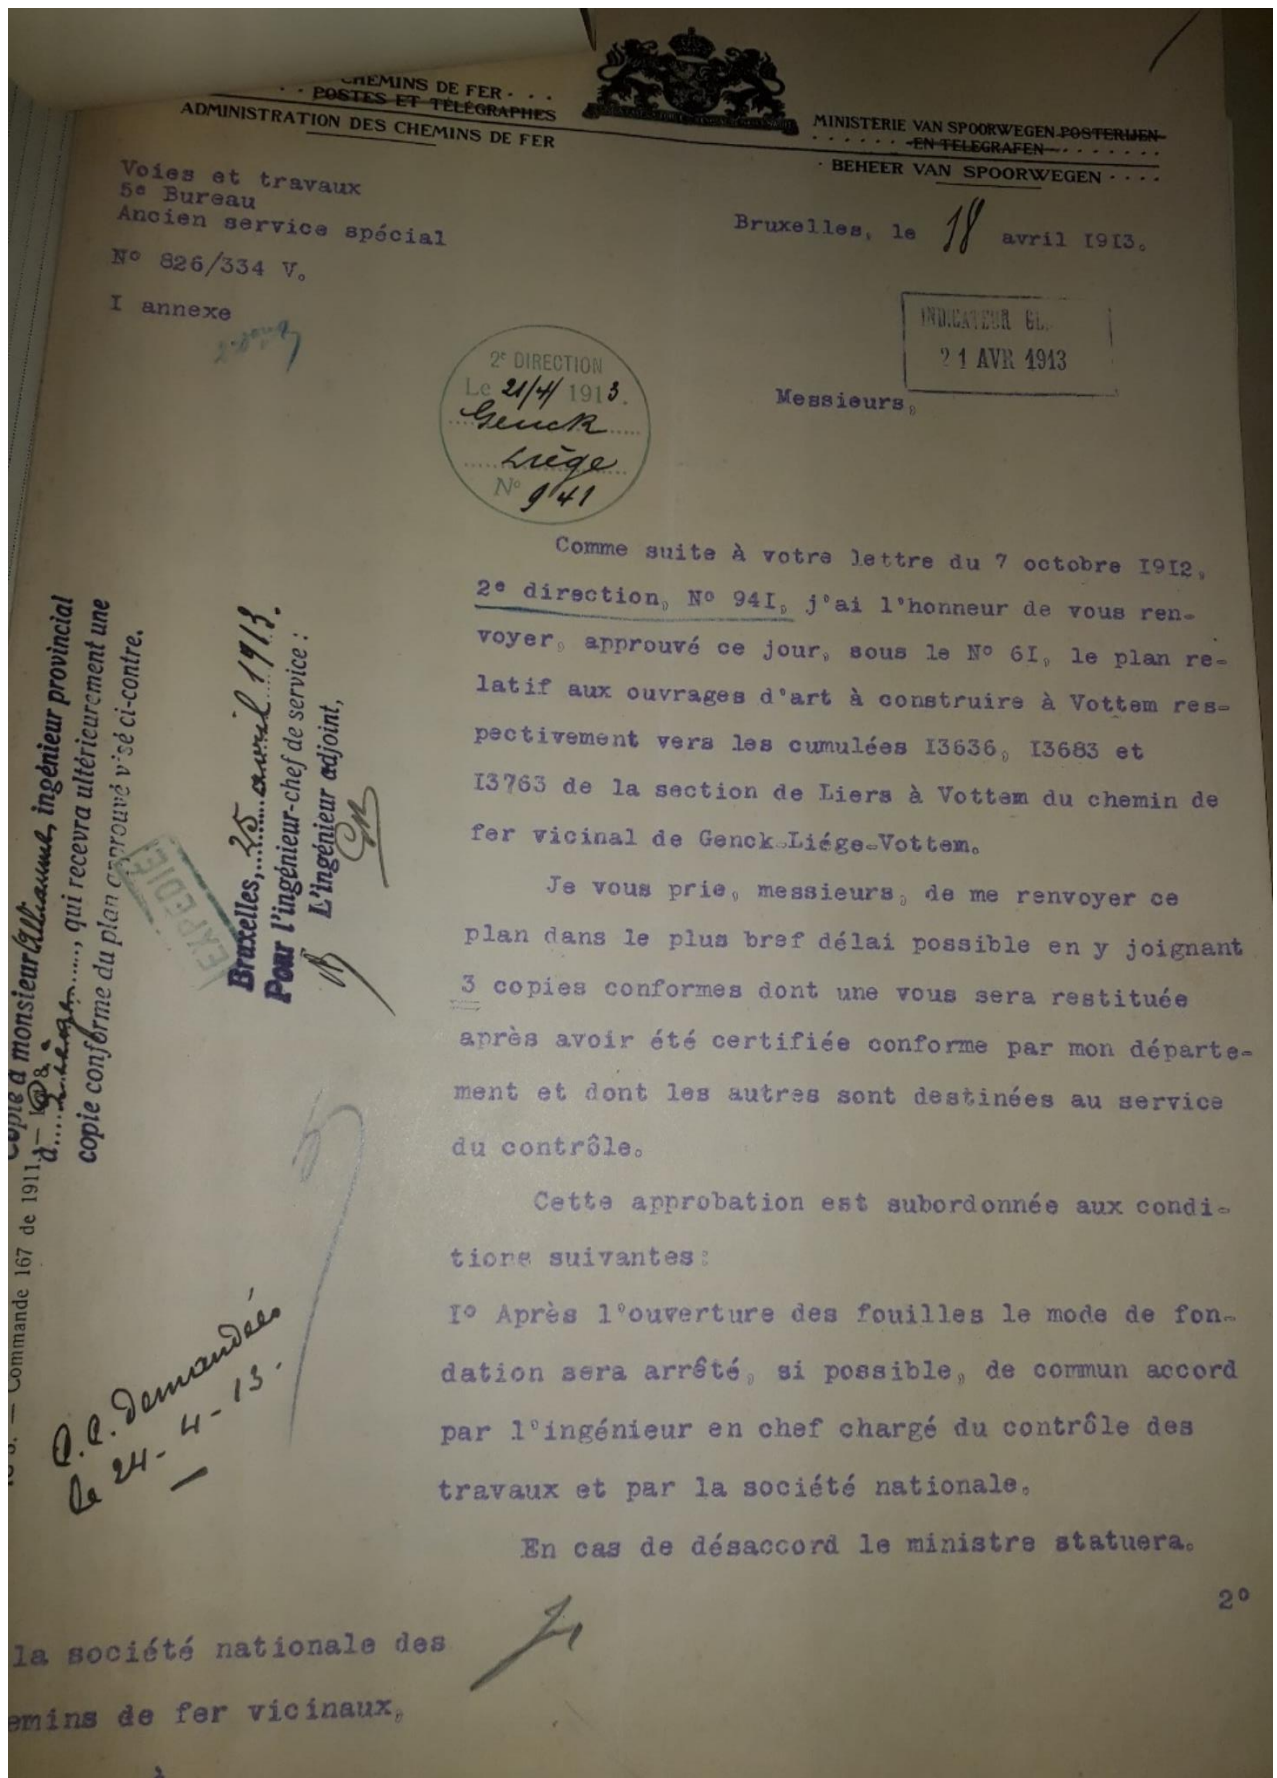 CHEMINS DE FER
POSTES ET TÉLÉGRAPHES
ADMINISTRATION DES CHEMINS DE FER
MINISTERIE VAN SPOORWEGEN POSTERIJEN
EN TELEGRAFEN
BEHEER VAN SPOORWEGEN
Voies et travaux
5e Bureau
Ancien service spécial
N° 826/334 V.
I annexe
Bruxelles, le 18 avril I9I3.
INDICATEUR GL.
21 AVR 1913
2e DIRECTION
Le 21/4/1913.
Genck
Liège
N° 941
Messieurs,
Comme suite à votre lettre du 7 octobre I9I2,
2e direction, N° 94I, j'ai l'honneur de vous ren-
voyer, approuvé ce jour, sous le N° 6I, le plan re-
latif aux ouvrages d'art à construire à Vottem res-
pectivement vers les cumulées I3636, I3683 et
I3763 de la section de Liers à Vottem du chemin de
fer vicinal de Genck-Liége-Vottem.
Je vous prie, messieurs, de me renvoyer ce
plan dans le plus bref délai possible en y joignant
3 copies conformes dont une vous sera restituée
après avoir été certifiée conforme par mon départe-
ment et dont les autres sont destinées au service
du contrôle.
Cette approbation est subordonnée aux condi-
tions suivantes:
I° Après l'ouverture des fouilles le mode de fon-
dation sera arrêté, si possible, de commun accord
par l'ingénieur en chef chargé du contrôle des
travaux et par la société nationale.
En cas de désaccord le ministre statuera.
2°
la société nationale des
emins de fer vicinaux,
à
Copie à monsieur, ingénieur provincial
à, qui recevra ultérieurement une
copie conforme du plan approuvé visé ci-contre.
EXPÉDIÉ
Bruxelles, 25 avril 1913.
Pour l'ingénieur-chef de service:
L'ingénieur adjoint,
Commande 167 de 1911.
demandées
le 24-4-13.